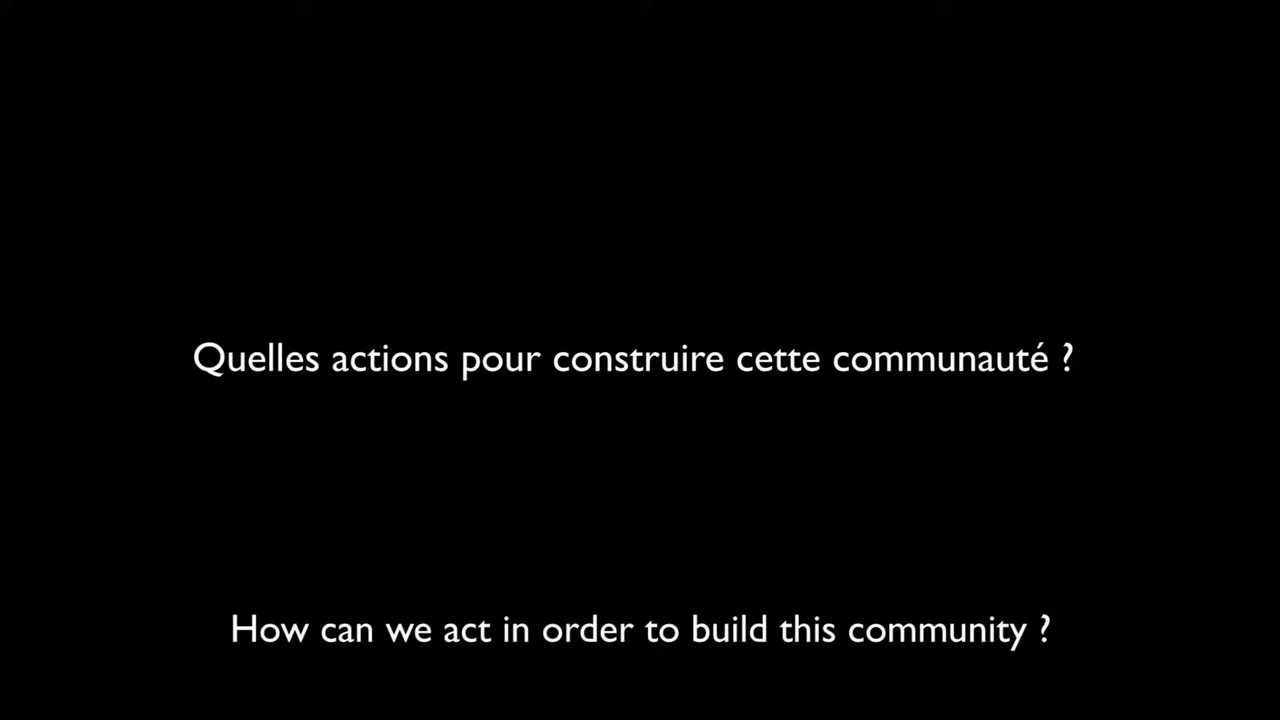 Quelles actions pour construire cette communauté ?
How can we act in order to build this community ?